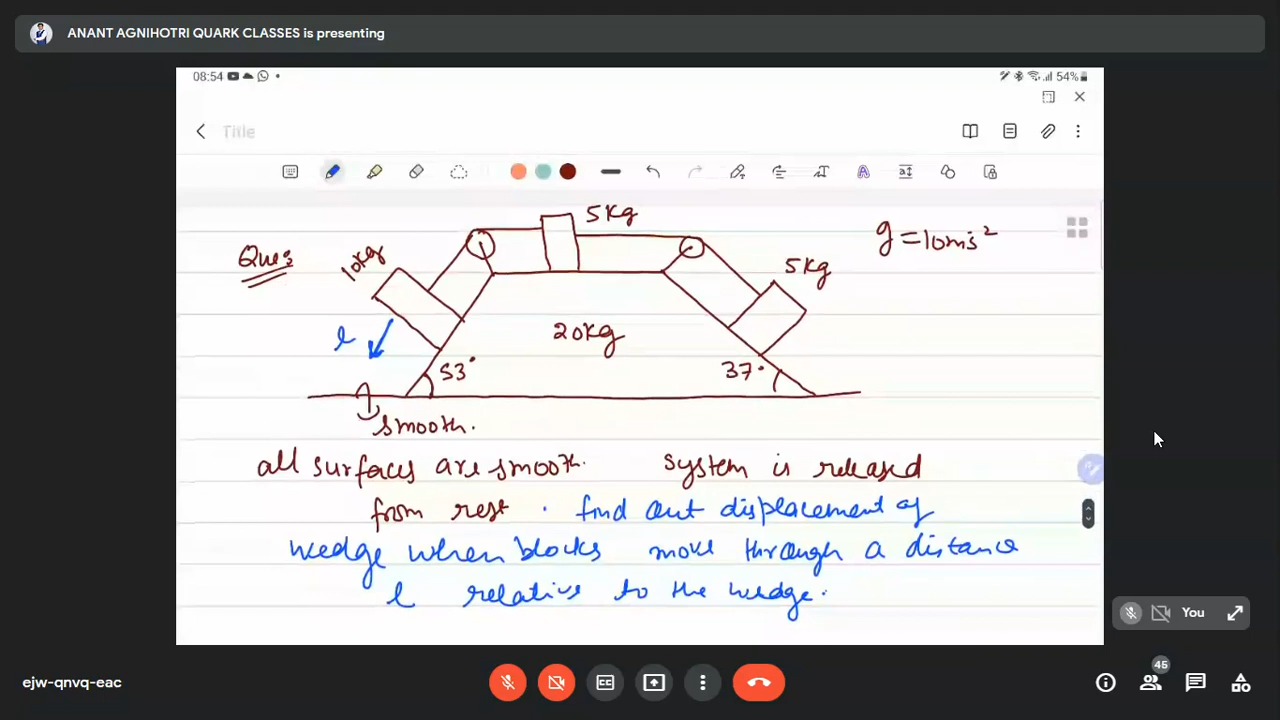 ANANT AGNIHOTRI QUARK CLASSES is presenting
08:54
54%
Title
Ques
10kg
5kg
g = 10 ms²
5kg
l
20kg
53°
37°
smooth.
all surfaces are smooth. system is released
from rest. find out displacement of
wedge when blocks move through a distance
l relative to the wedge.
You
ejw-qnvq-eac
45